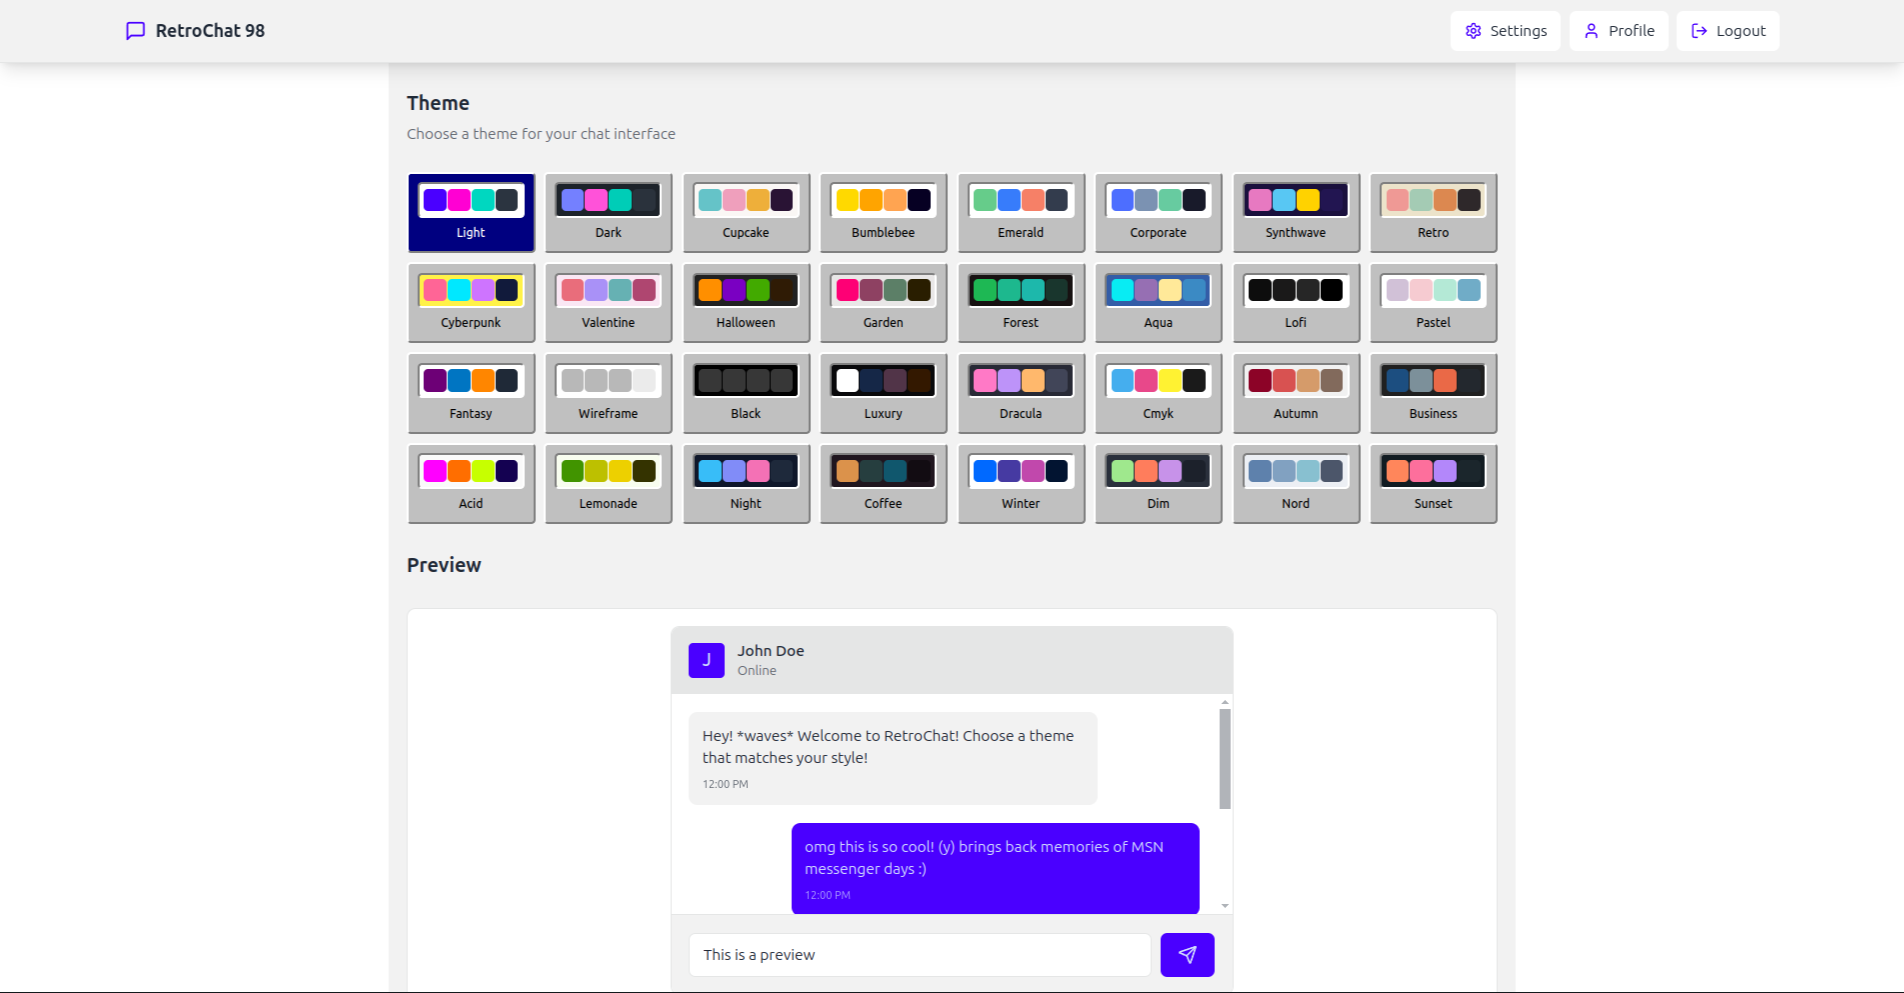 RetroChat 98
Settings
Profile
Logout
Theme
Choose a theme for your chat interface
Light
Dark
Cupcake
Bumblebee
Emerald
Corporate
Synthwave
Retro
Cyberpunk
Valentine
Halloween
Garden
Forest
Aqua
Lofi
Pastel
Fantasy
Wireframe
Black
Luxury
Dracula
Cmyk
Autumn
Business
Acid
Lemonade
Night
Coffee
Winter
Dim
Nord
Sunset
Preview
J
John Doe
Online
Hey! *waves* Welcome to RetroChat! Choose a theme
that matches your style!
12:00 PM
omg this is so cool! (y) brings back memories of MSN
messenger days :)
12:00 PM
This is a preview